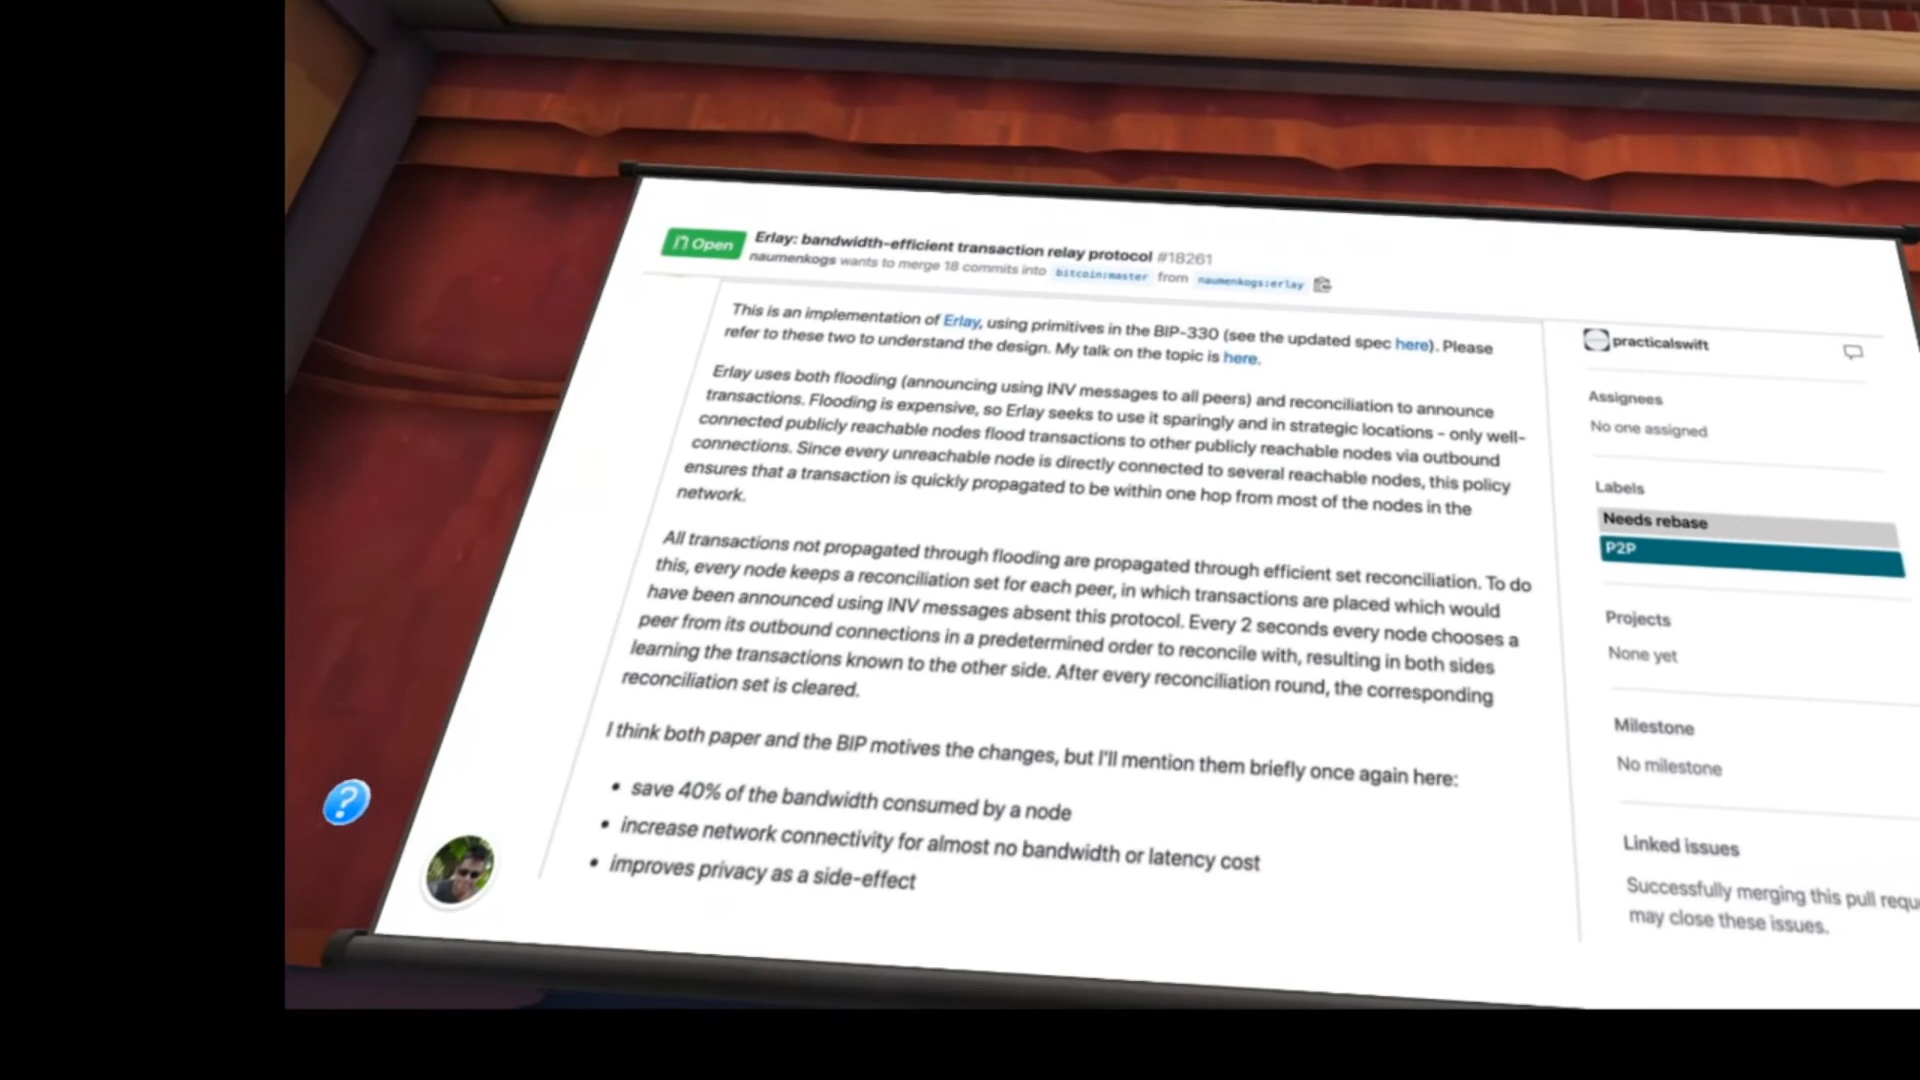 Open
Erlay: bandwidth-efficient transaction relay protocol #18261
naumenkogs wants to merge 18 commits into bitcoin:master from naumenkogs:erlay
This is an implementation of Erlay, using primitives in the BIP-330 (see the updated spec here). Please
refer to these two to understand the design. My talk on the topic is here.
Erlay uses both flooding (announcing using INV messages to all peers) and reconciliation to announce
transactions. Flooding is expensive, so Erlay seeks to use it sparingly and in strategic locations - only well-
connected publicly reachable nodes flood transactions to other publicly reachable nodes via outbound
connections. Since every unreachable node is directly connected to several reachable nodes, this policy
ensures that a transaction is quickly propagated to be within one hop from most of the nodes in the
network.
All transactions not propagated through flooding are propagated through efficient set reconciliation. To do
this, every node keeps a reconciliation set for each peer, in which transactions are placed which would
have been announced using INV messages absent this protocol. Every 2 seconds every node chooses a
peer from its outbound connections in a predetermined order to reconcile with, resulting in both sides
learning the transactions known to the other side. After every reconciliation round, the corresponding
reconciliation set is cleared.
I think both paper and the BIP motives the changes, but I'll mention them briefly once again here:
• save 40% of the bandwidth consumed by a node
• increase network connectivity for almost no bandwidth or latency cost
• improves privacy as a side-effect
practicalswift
Assignees
No one assigned
Labels
Needs rebase
P2P
Projects
None yet
Milestone
No milestone
Linked issues
Successfully merging this pull requ
may close these issues.
?